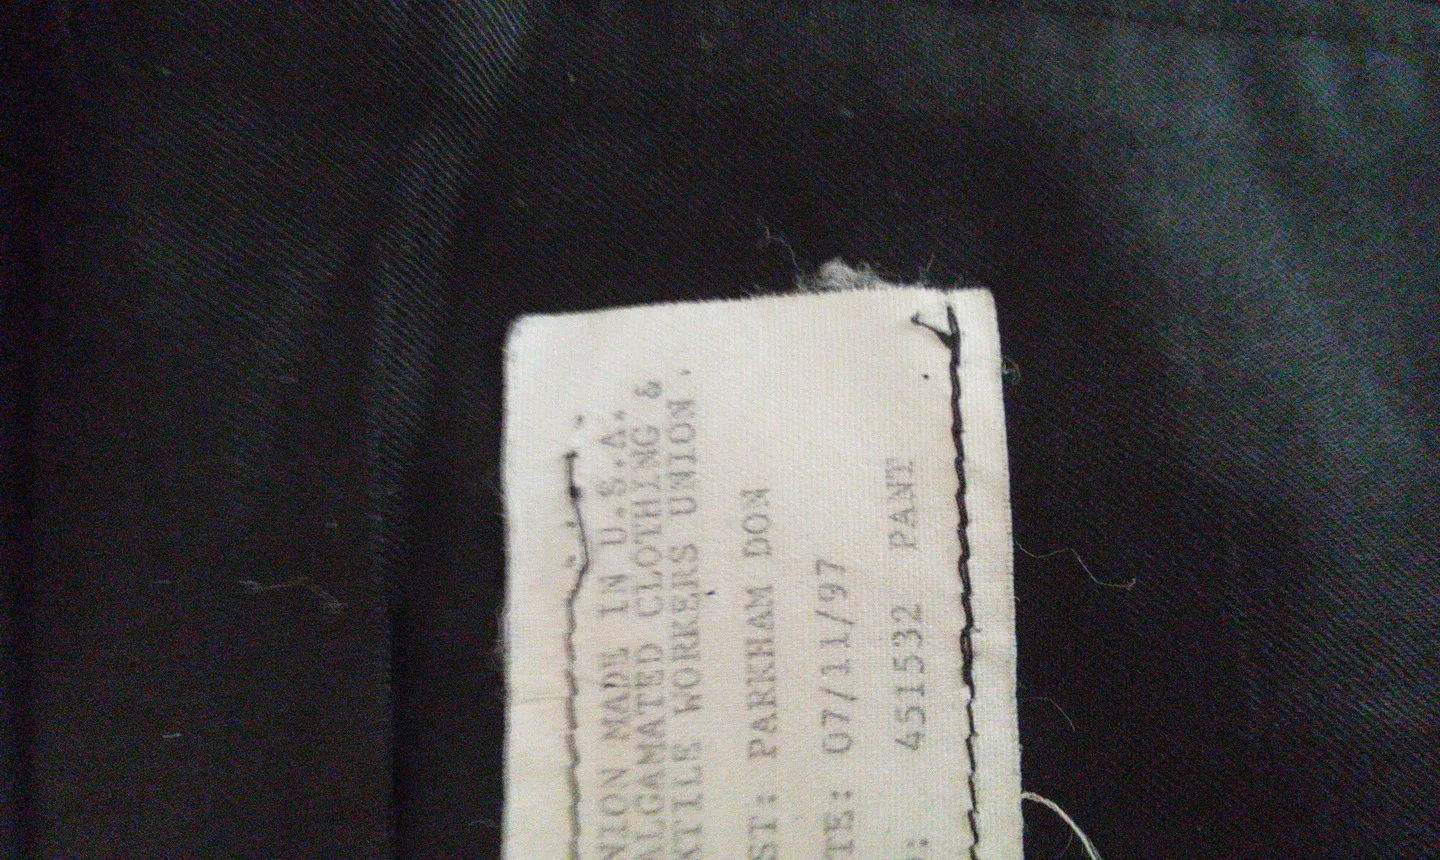 NION MADE IN U.S.A.
ALGAMATED CLOTHING &
XTILE WORKERS UNION.
ST: PARKHAM DON
TE: 07/11/97
: 451532 PANT